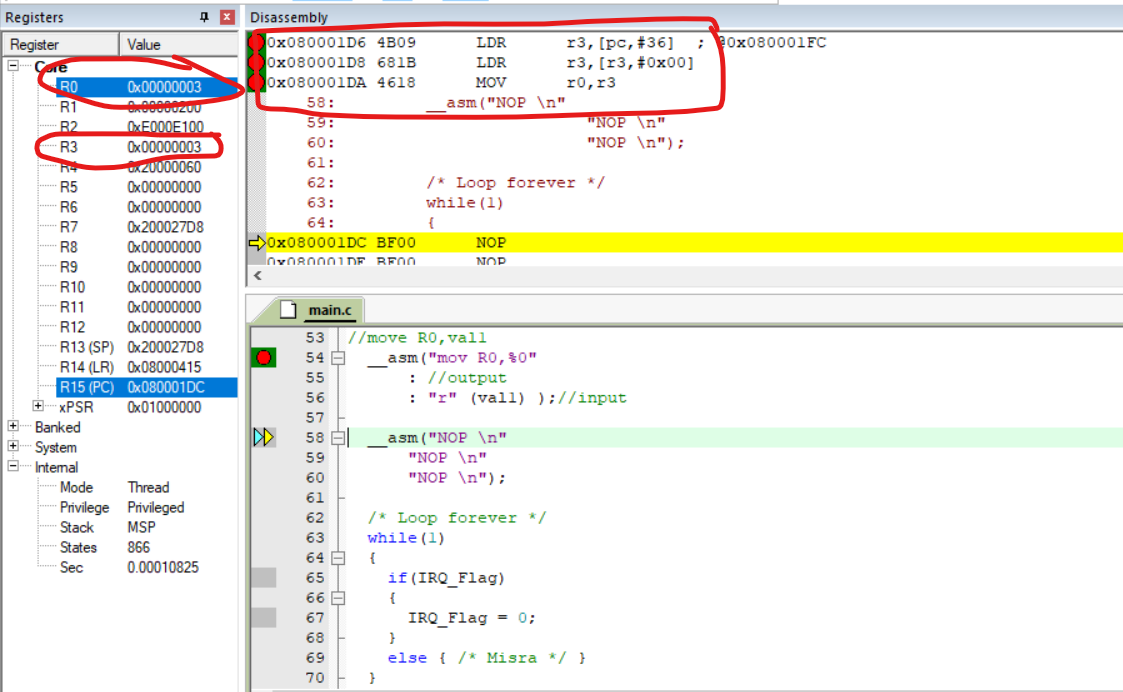 Registers
Register Value
Core
R0 0x00000003
R1 0x00000200
R2 0xE000E100
R3 0x00000003
R4 0x20000060
R5 0x00000000
R6 0x00000000
R7 0x200027D8
R8 0x00000000
R9 0x00000000
R10 0x00000000
R11 0x00000000
R12 0x00000000
R13 (SP) 0x200027D8
R14 (LR) 0x08000415
R15 (PC) 0x080001DC
xPSR 0x01000000
Banked
System
Internal
Mode Thread
Privilege Privileged
Stack MSP
States 866
Sec 0.00010825
Disassembly
0x080001D6 4B09 LDR r3,[pc,#36] ; @0x080001FC
0x080001D8 681B LDR r3,[r3,#0x00]
0x080001DA 4618 MOV r0,r3
58: __asm("NOP \n"
59: "NOP \n"
60: "NOP \n");
61:
62: /* Loop forever */
63: while(1)
64: {
0x080001DC BF00 NOP
0x080001DE BF00 NOP
main.c
53 //move R0,val1
54 __asm("mov R0,%0"
55 : //output
56 : "r" (val1) );//input
57
58 __asm("NOP \n"
59 "NOP \n"
60 "NOP \n");
61
62 /* Loop forever */
63 while(1)
64 {
65 if(IRQ_Flag)
66 {
67 IRQ_Flag = 0;
68 }
69 else { /* Misra */ }
70 }